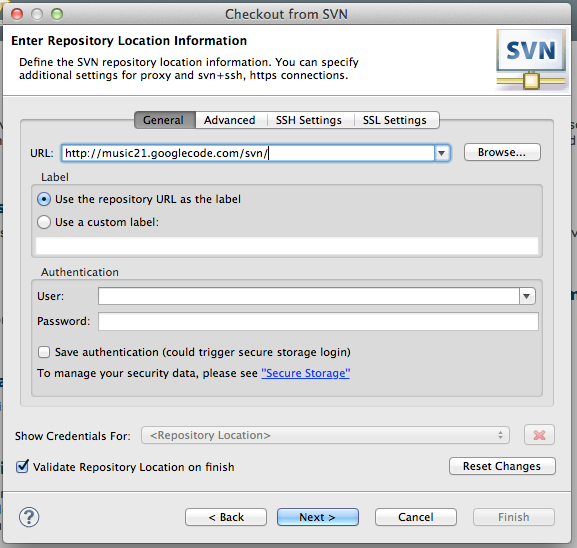 Checkout from SVN
Enter Repository Location Information
Define the SVN repository location information. You can specify
additional settings for proxy and svn+ssh, https connections.
SVN
General Advanced SSH Settings SSL Settings
URL: http://music21.googlecode.com/svn/ Browse...
Label
Use the repository URL as the label
Use a custom label:
Authentication
User:
Password:
Save authentication (could trigger secure storage login)
To manage your security data, please see "Secure Storage"
Show Credentials For: <Repository Location>
Validate Repository Location on finish Reset Changes
? < Back Next > Cancel Finish